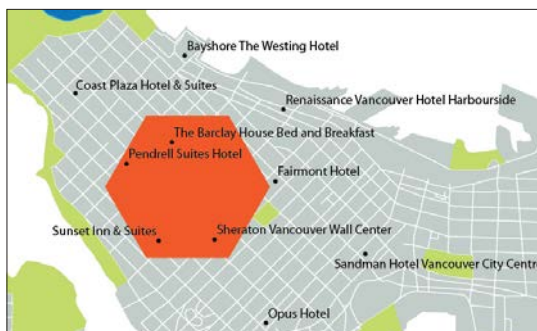 Bayshore The Westing Hotel
Coast Plaza Hotel & Suites
Renaissance Vancouver Hotel Harbourside
The Barclay House Bed and Breakfast
Pendrell Suites Hotel
Fairmont Hotel
Sunset Inn & Suites
Sheraton Vancouver Wall Center
Sandman Hotel Vancouver City Centre
Opus Hotel